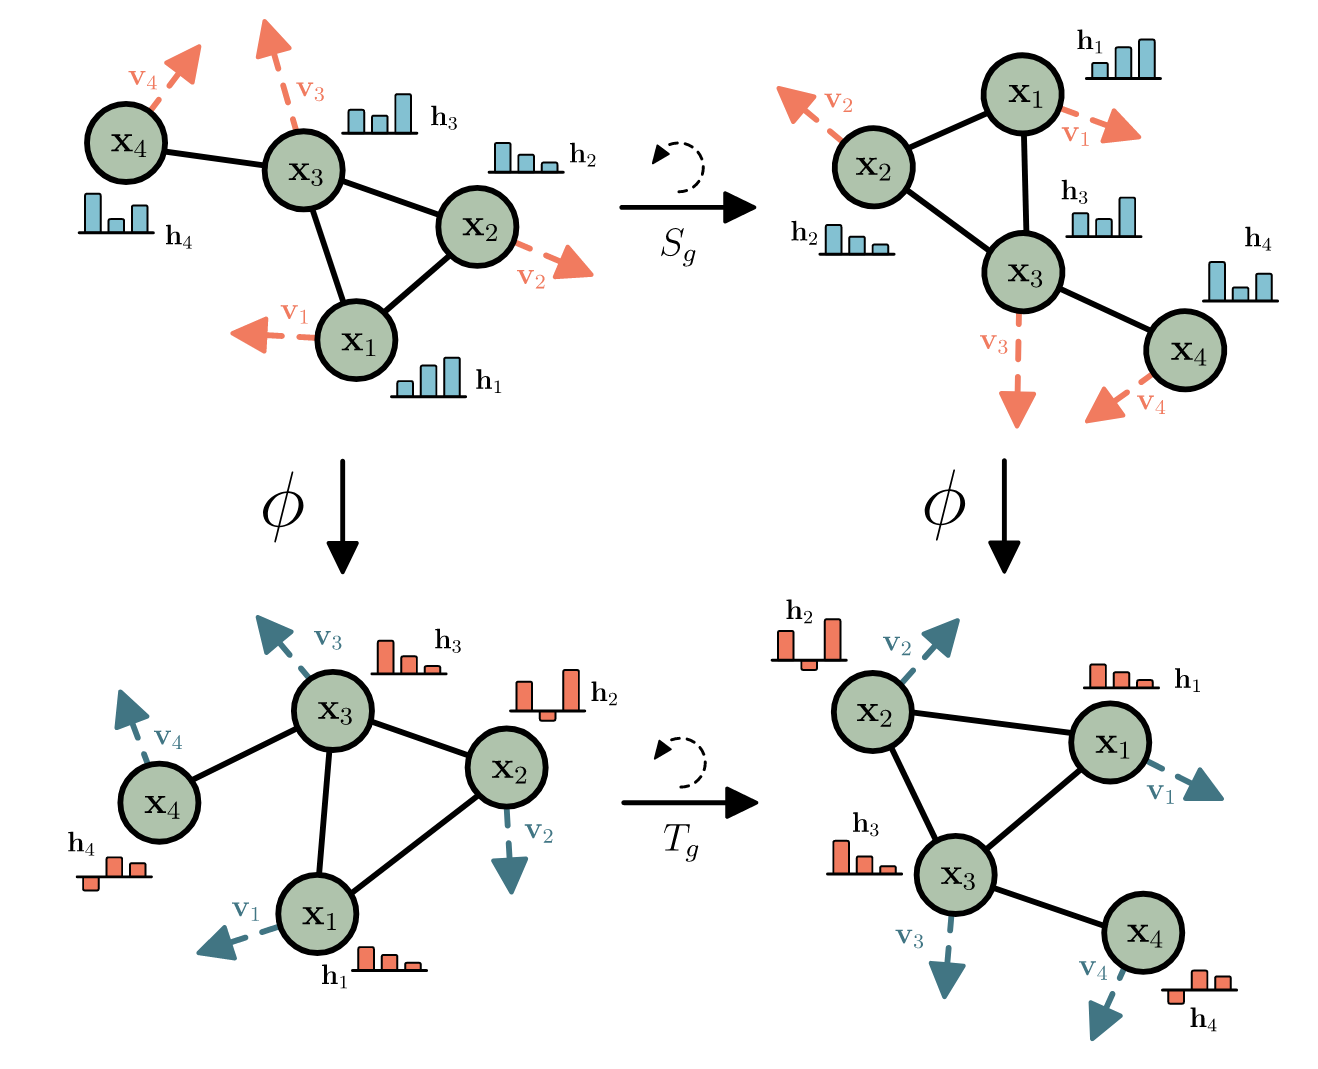 v₄
v₃
x₄
x₃
h₃
h₂
x₂
h₄
v₂
v₁
x₁
h₁
S_g
h₁
x₁
v₂
v₁
x₂
h₃
h₂
x₃
h₄
v₃
x₄
v₄
ϕ
ϕ
v₃
h₃
x₃
h₂
v₄
x₂
x₄
v₂
h₄
v₁
x₁
h₁
T_g
h₂
v₂
h₁
x₂
x₁
v₁
h₃
x₃
v₃
x₄
v₄
h₄